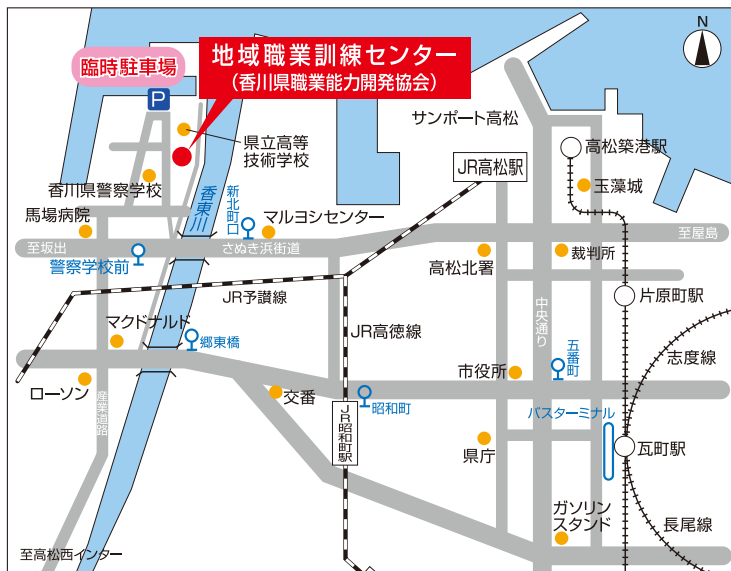 N
地域職業訓練センター
(香川県職業能力開発協会)
臨時駐車場
P
サンポート高松
県立高等
技術学校
高松築港駅
JR高松駅
香川県警察学校
玉藻城
香東川
新北町口
馬場病院
マルヨシセンター
至坂出
さぬき浜街道
至屋島
警察学校前
高松北署
裁判所
JR予讃線
片原町駅
中央通り
マクドナルド
JR高徳線
郷東橋
五番町
志度線
ローソン
市役所
交番
昭和町
バスターミナル
産業道路
JR昭和町駅
県庁
瓦町駅
ガソリン
スタンド
長尾線
至高松西インター